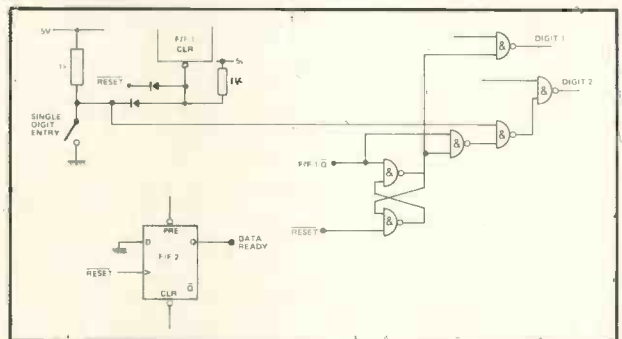 5V
F/F 1
CLR
5v
1k
1K
RESET
SINGLE
DIGIT
ENTRY
DIGIT 1
&
DIGIT 2
&
&
&
F/F 1 Q
&
&
RESET
PRE
D
Q
DATA
READY
F/F 2
RESET
Q
CLR